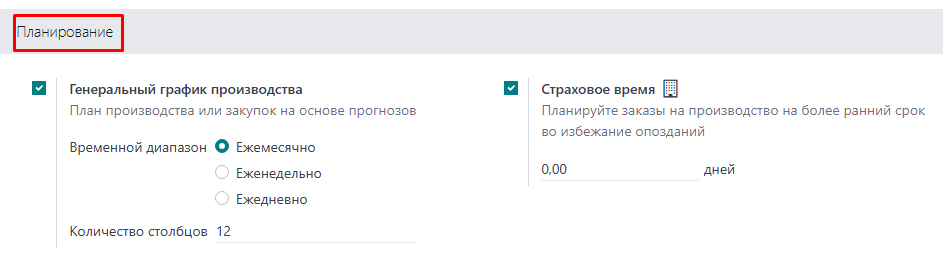 Планирование
Генеральный график производства
План производства или закупок на основе прогнозов
Временной диапазон Ежемесячно
Еженедельно
Ежедневно
Количество столбцов 12
Страховое время
Планируйте заказы на производство на более ранний срок
во избежание опозданий
0,00 дней